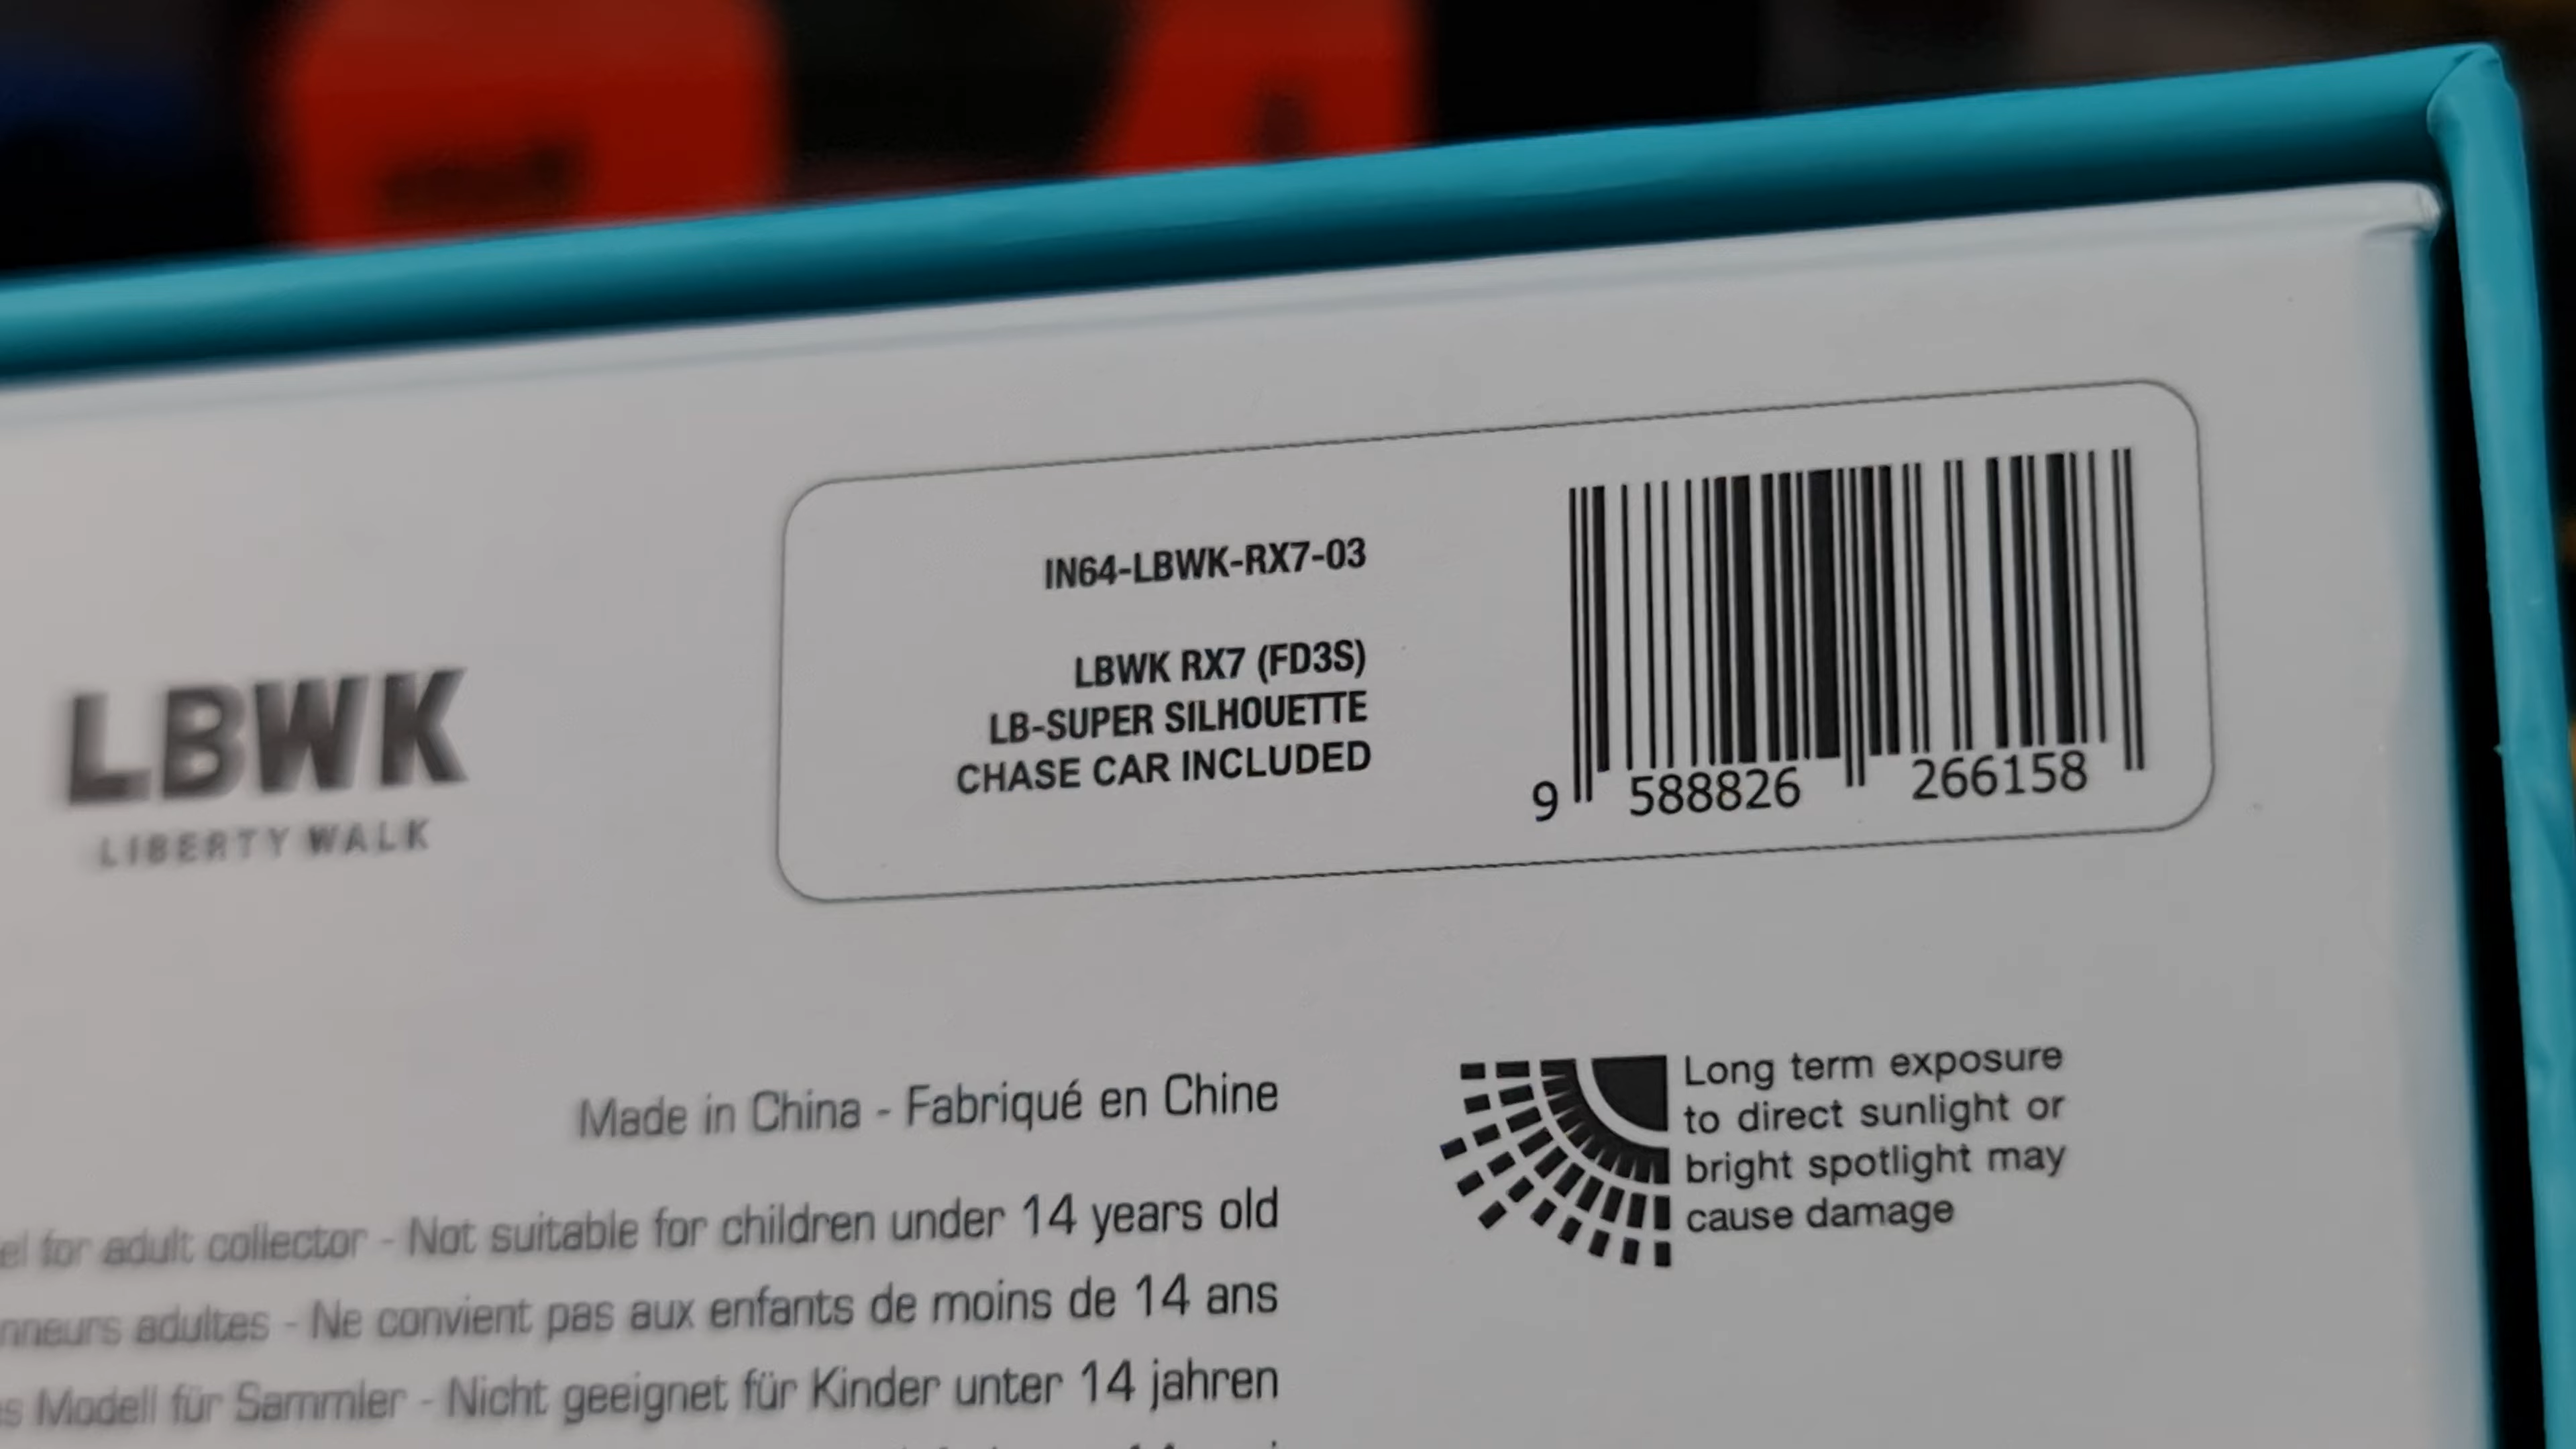 IN64-LBWK-RX7-03
LBWK RX7 (FD3S)
LB-SUPER SILHOUETTE
CHASE CAR INCLUDED
9 588826 266158
LBWK
LIBERTY WALK
Made in China - Fabriqué en Chine
Long term exposure
to direct sunlight or
bright spotlight may
cause damage
for adult collector - Not suitable for children under 14 years old
adultes - Ne convient pas aux enfants de moins de 14 ans
Modell für Sammler - Nicht geeignet für Kinder unter 14 jahren